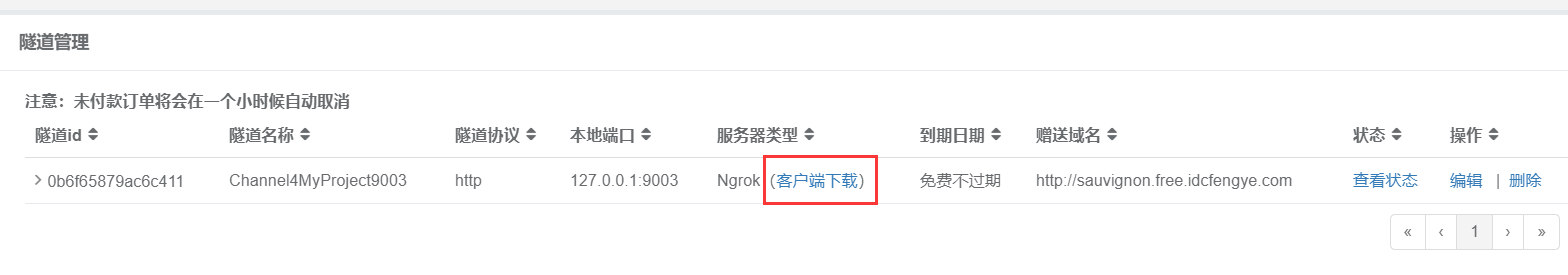 隧道管理
注意：未付款订单将会在一个小时候自动取消
隧道id 隧道名称 隧道协议 本地端口 服务器类型 到期日期 赠送域名 状态 操作
0b6f65879ac6c411 Channel4MyProject9003 http 127.0.0.1:9003 Ngrok (客户端下载) 免费不过期 http://sauvignon.free.idcfengye.com 查看状态 编辑 | 删除
« ‹ 1 › »